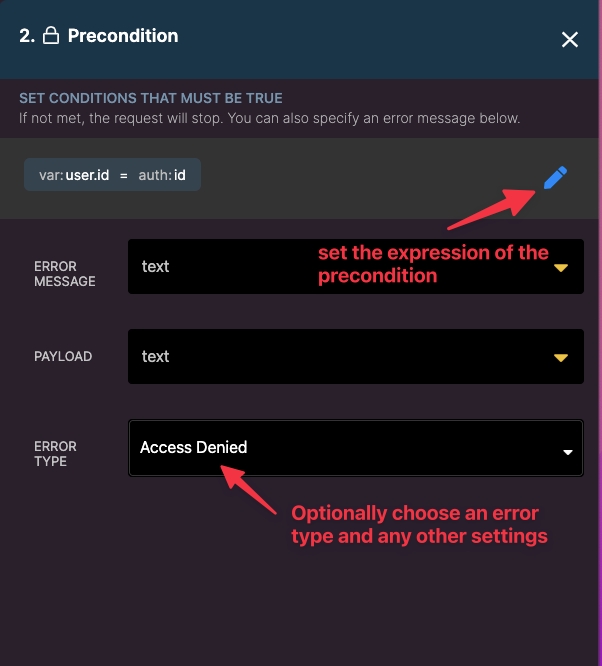 2. Precondition
SET CONDITIONS THAT MUST BE TRUE
If not met, the request will stop. You can also specify an error message below.
var:user.id = auth:id
set the expression of the
precondition
ERROR
MESSAGE
text
PAYLOAD
text
ERROR
TYPE
Access Denied
Optionally choose an error
type and any other settings